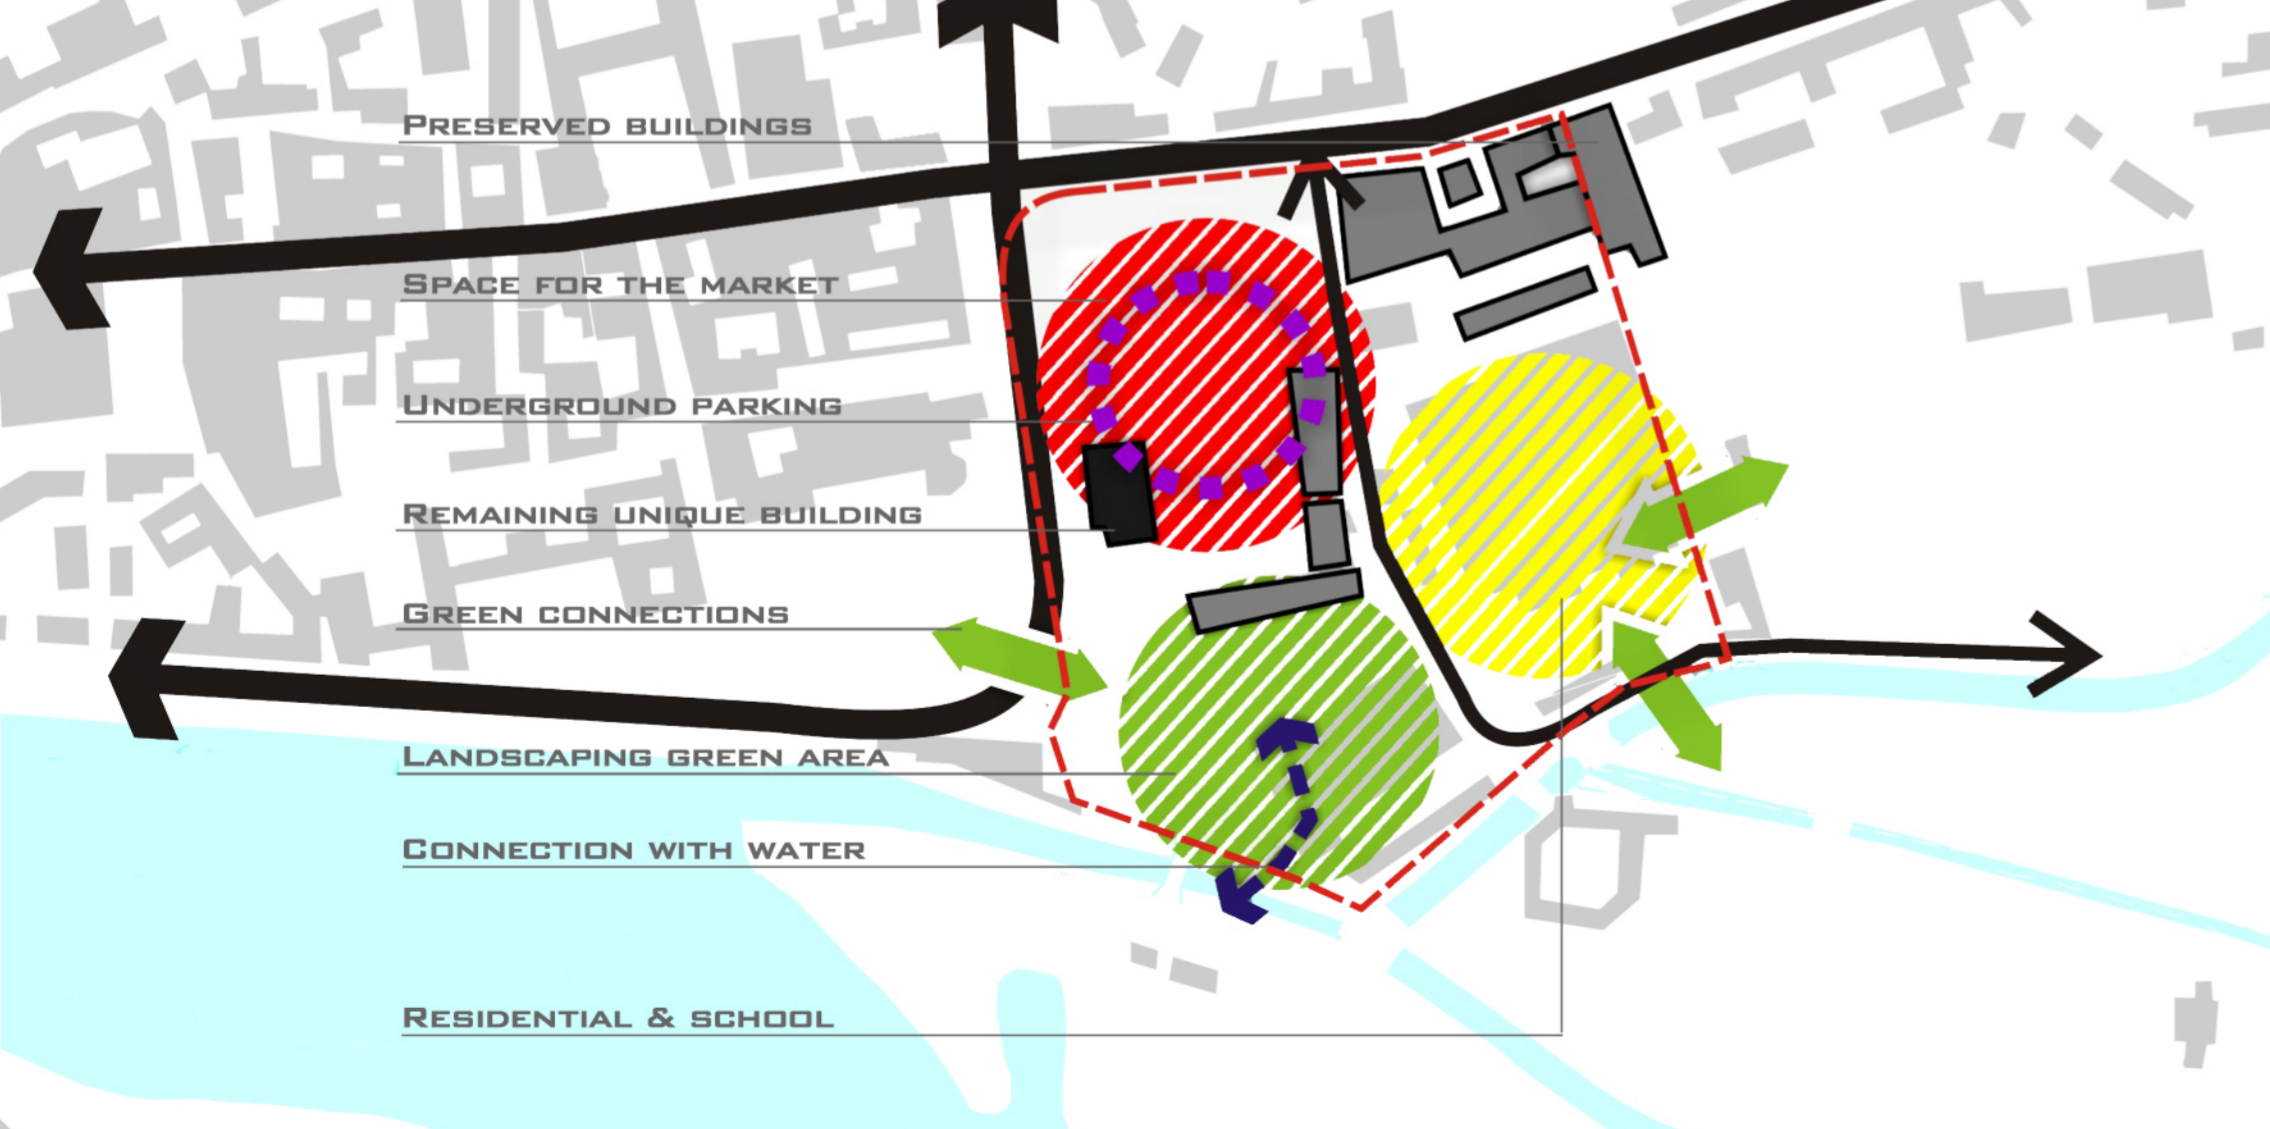 Preserved buildings
Space for the market
Underground parking
Remaining unique building
Green connections
Landscaping green area
Connection with water
Residential & school